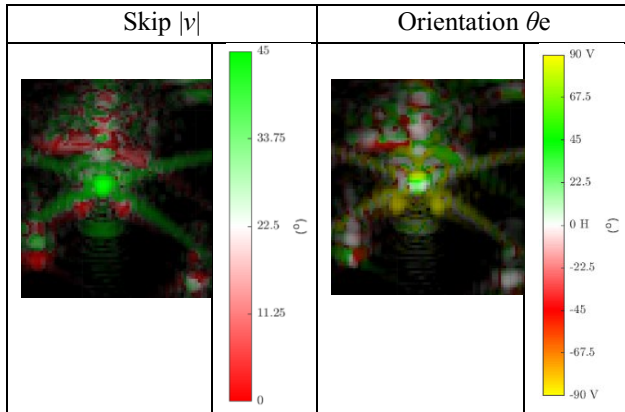 Skip |v|
Orientation θe
45
33.75
22.5
11.25
0
(°)
90 V
67.5
45
22.5
0 H
-22.5
-45
-67.5
-90 V
(°)